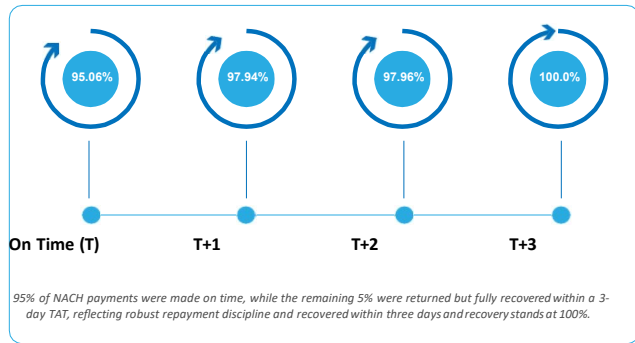 95.06% 97.94% 97.96% 100.0%
On Time (T) T+1 T+2 T+3
95% of NACH payments were made on time, while the remaining 5% were returned but fully recovered within a 3-
day TAT, reflecting robust repayment discipline and recovered within three days and recovery stands at 100%.